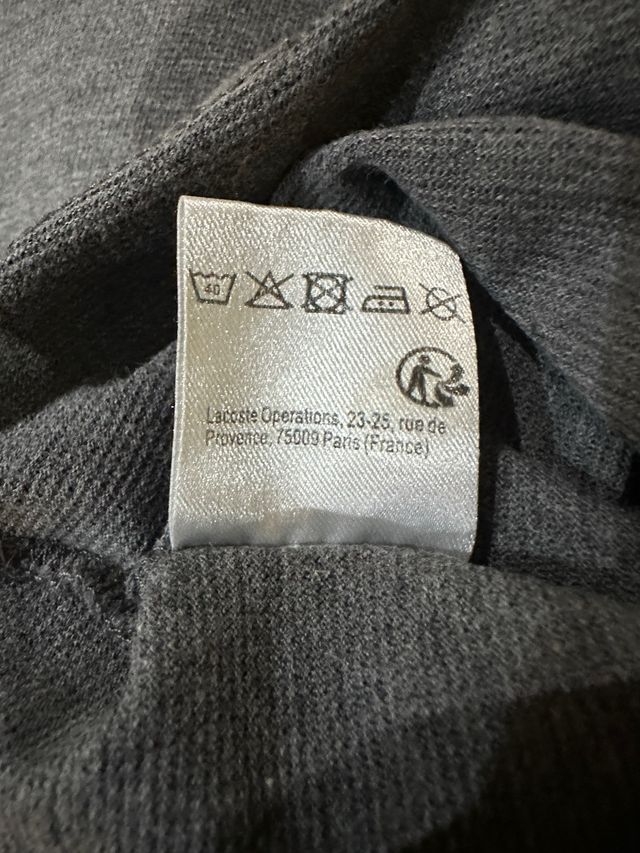 40
Lacoste Operations, 23-25, rue de
Provence, 75009 Paris (France)